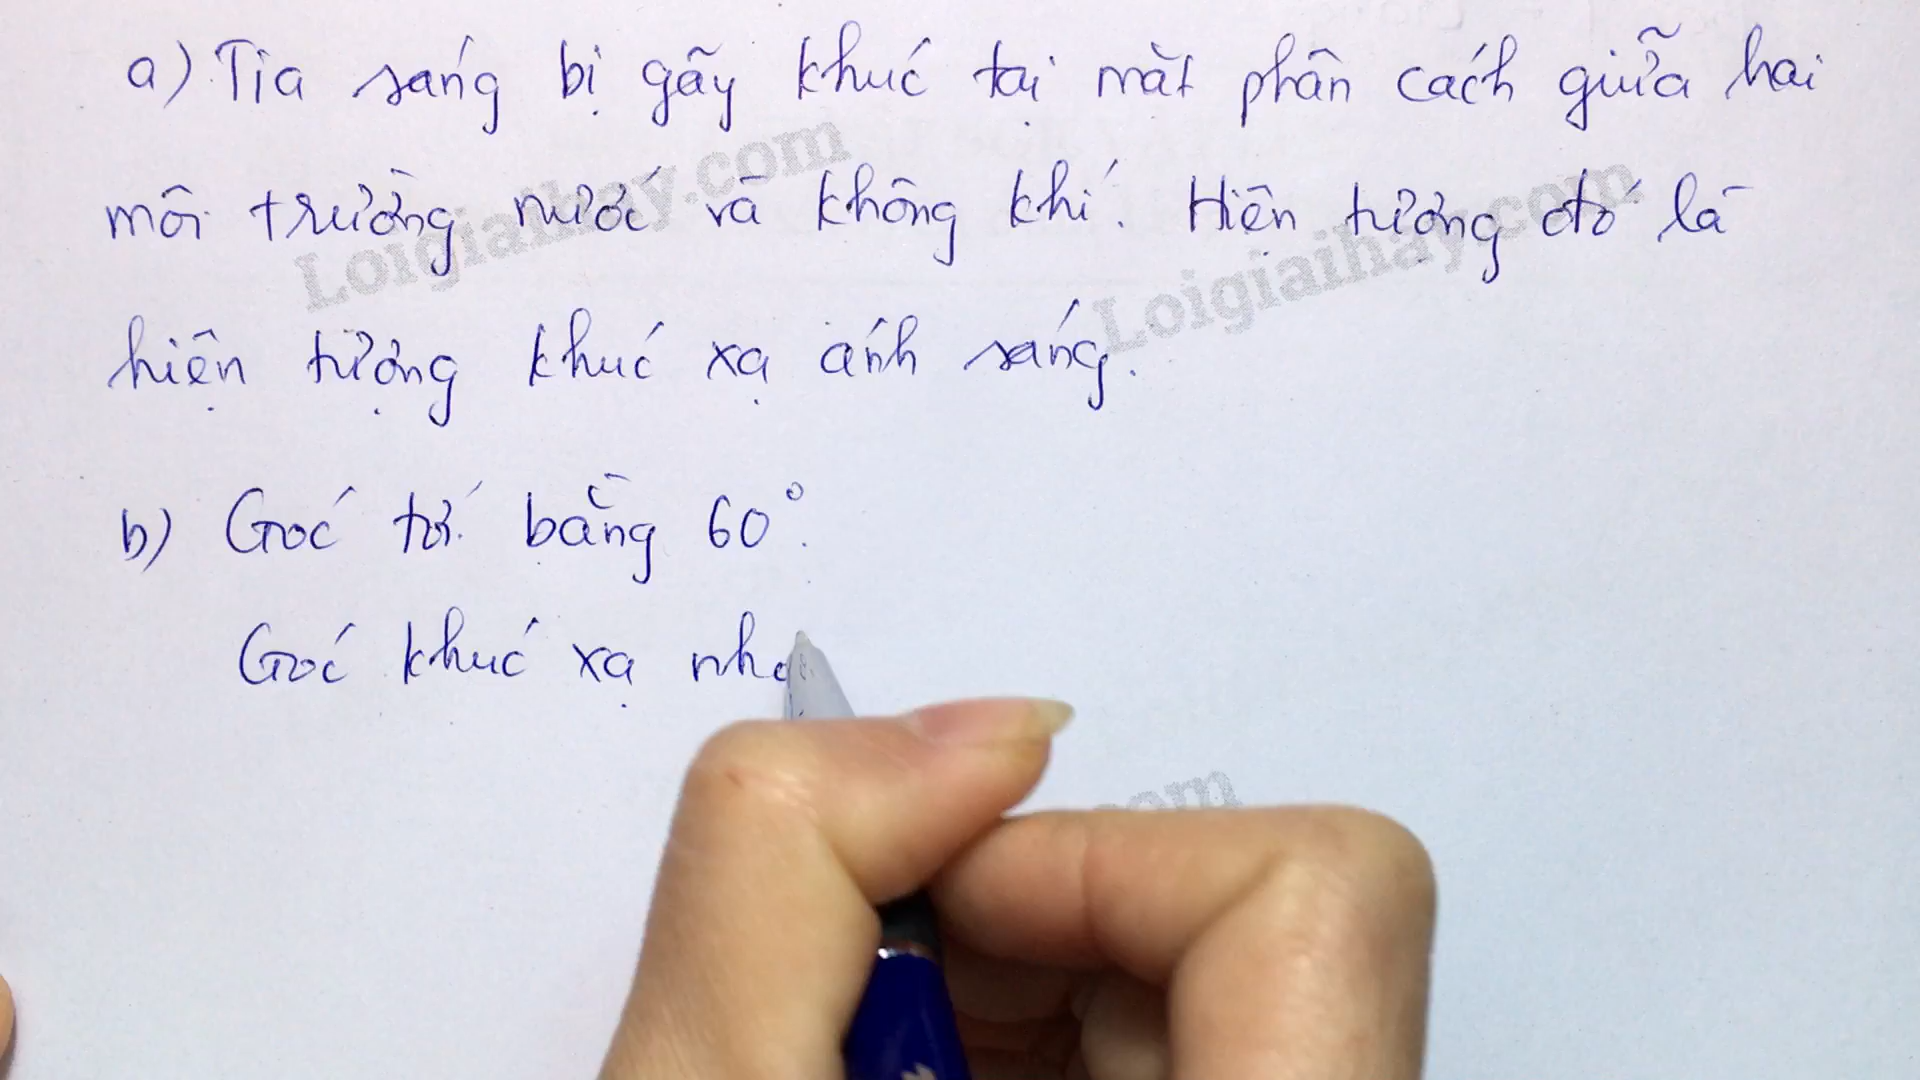 a) Tia sáng bị gãy khúc tại mặt phân cách giữa hai
môi trường nước và không khí. Hiện tượng đó là
hiện tượng khúc xạ ánh sáng.
b) Góc tới bằng 60°.
Góc khúc xạ
Loigiaihay.com
Loigiaihay.com